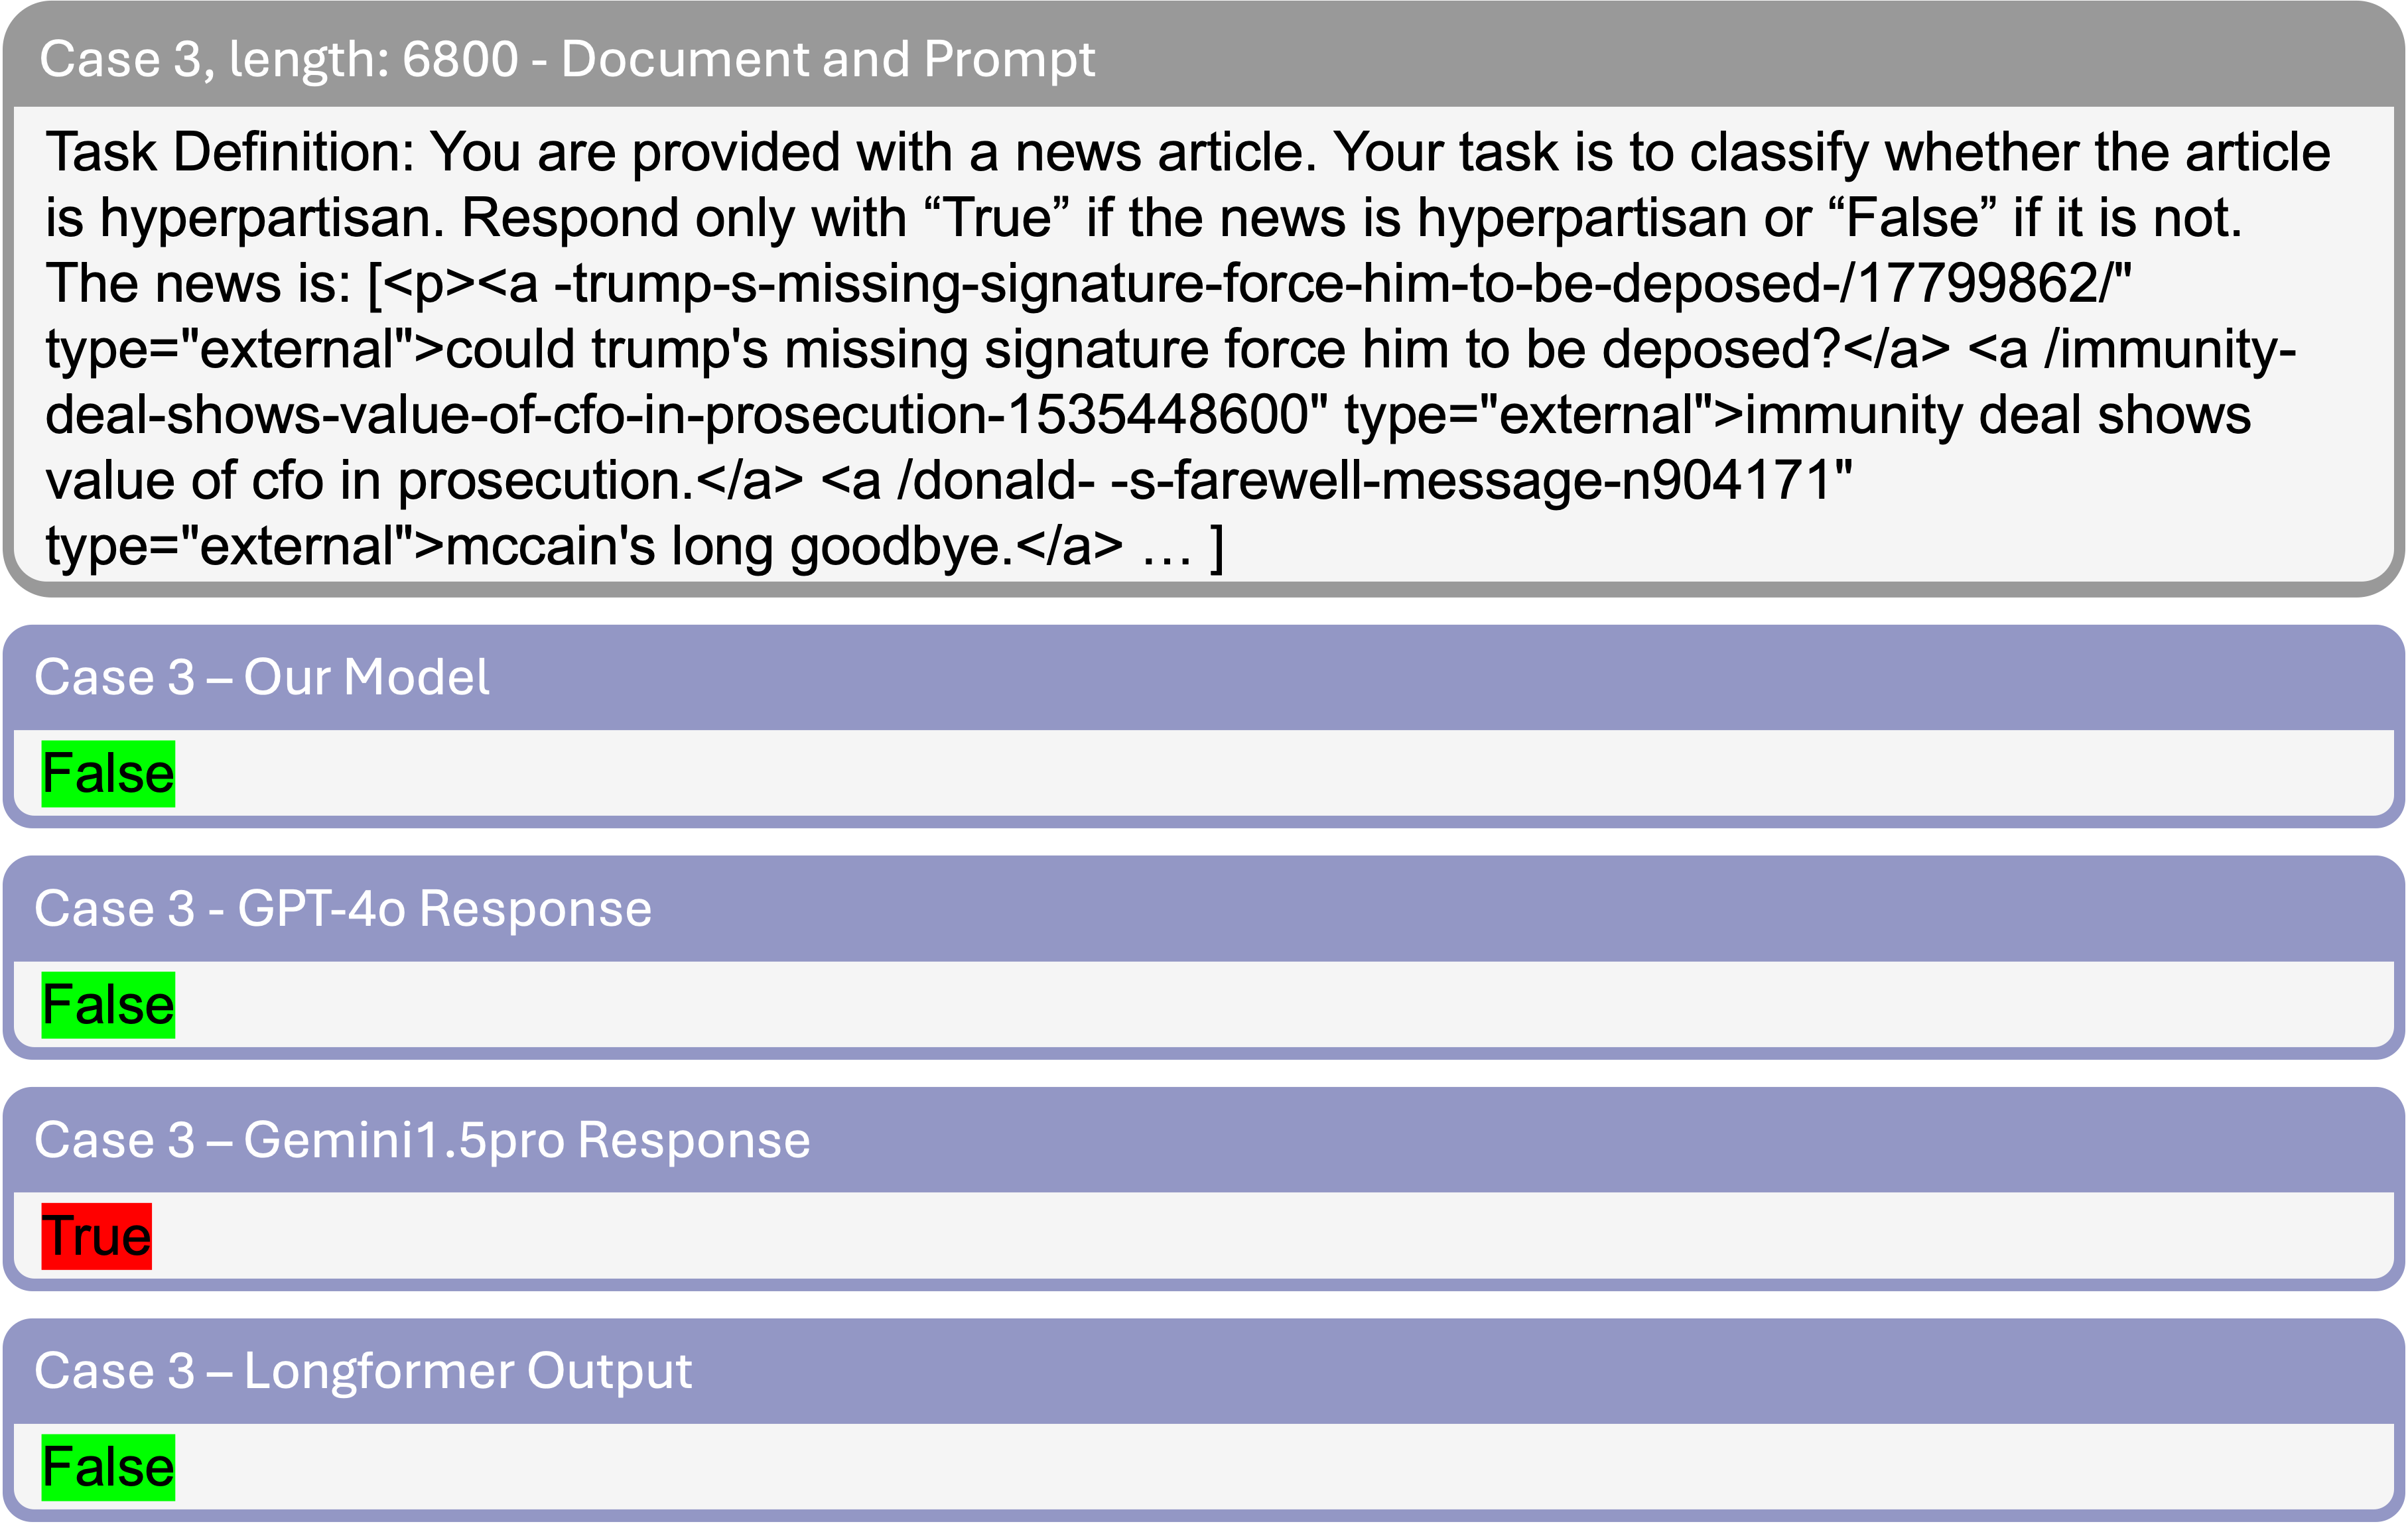 Case 3, length: 6800 - Document and Prompt
Task Definition: You are provided with a news article. Your task is to classify whether the article
is hyperpartisan. Respond only with “True” if the news is hyperpartisan or “False” if it is not.
The news is: [<p><a -trump-s-missing-signature-force-him-to-be-deposed-/17799862/"
type="external">could trump's missing signature force him to be deposed?</a> <a /immunity-
deal-shows-value-of-cfo-in-prosecution-1535448600" type="external">immunity deal shows
value of cfo in prosecution.</a> <a /donald- -s-farewell-message-n904171"
type="external">mccain's long goodbye.</a> … ]
Case 3 – Our Model
False
Case 3 - GPT-4o Response
False
Case 3 – Gemini1.5pro Response
True
Case 3 – Longformer Output
False